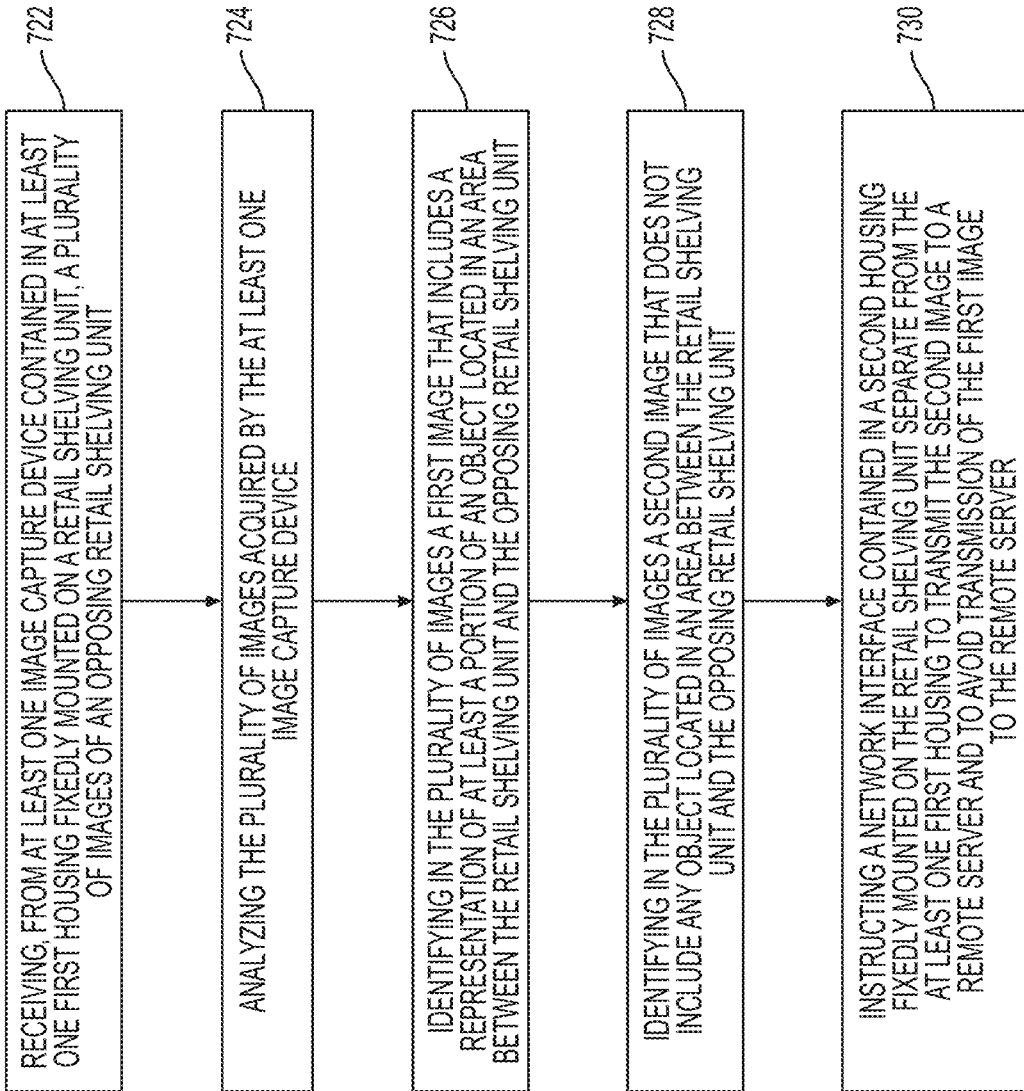 RECEIVING, FROM AT LEAST ONE IMAGE CAPTURE DEVICE CONTAINED IN AT LEAST
ONE FIRST HOUSING FIXEDLY MOUNTED ON A RETAIL SHELVING UNIT, A PLURALITY
OF IMAGES OF AN OPPOSING RETAIL SHELVING UNIT
722
ANALYZING THE PLURALITY OF IMAGES ACQUIRED BY THE AT LEAST ONE
IMAGE CAPTURE DEVICE
724
IDENTIFYING IN THE PLURALITY OF IMAGES A FIRST IMAGE THAT INCLUDES A
REPRESENTATION OF AT LEAST A PORTION OF AN OBJECT LOCATED IN AN AREA
BETWEEN THE RETAIL SHELVING UNIT AND THE OPPOSING RETAIL SHELVING UNIT
726
IDENTIFYING IN THE PLURALITY OF IMAGES A SECOND IMAGE THAT DOES NOT
INCLUDE ANY OBJECT LOCATED IN AN AREA BETWEEN THE RETAIL SHELVING
UNIT AND THE OPPOSING RETAIL SHELVING UNIT
728
INSTRUCTING A NETWORK INTERFACE CONTAINED IN A SECOND HOUSING
FIXEDLY MOUNTED ON THE RETAIL SHELVING UNIT SEPARATE FROM THE
AT LEAST ONE FIRST HOUSING TO TRANSMIT THE SECOND IMAGE TO A
REMOTE SERVER AND TO AVOID TRANSMISSION OF THE FIRST IMAGE
TO THE REMOTE SERVER
730